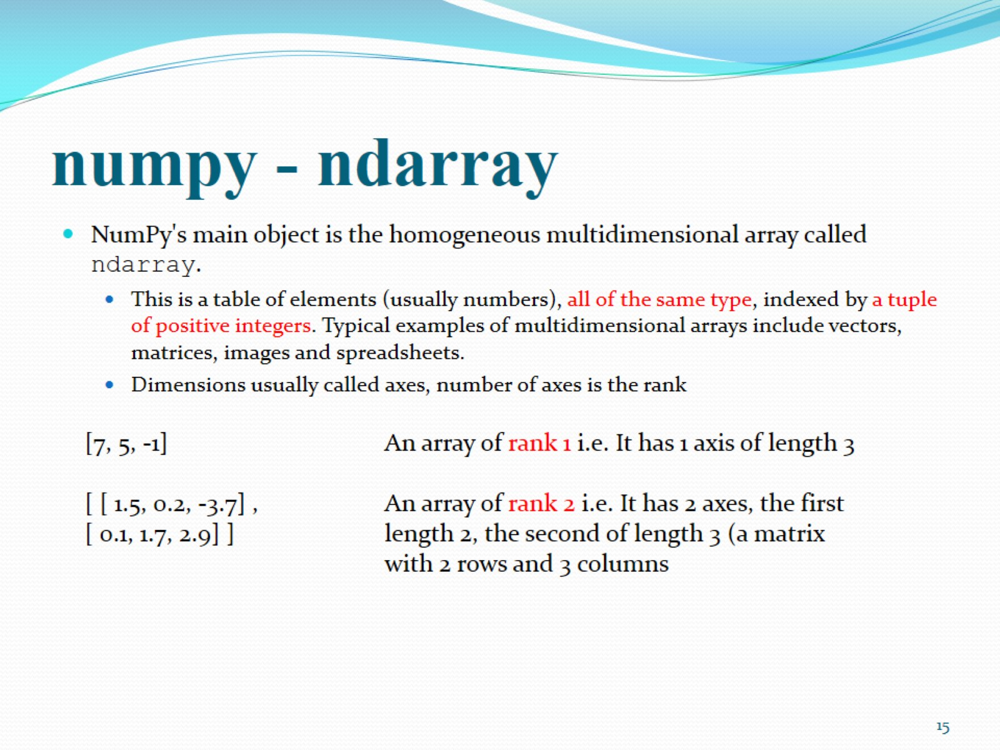 numpy - ndarray
NumPy's main object is the homogeneous multidimensional array called
ndarray.
This is a table of elements (usually numbers), all of the same type, indexed by a tuple
of positive integers. Typical examples of multidimensional arrays include vectors,
matrices, images and spreadsheets.
Dimensions usually called axes, number of axes is the rank
[7, 5, -1]
An array of rank 1 i.e. It has 1 axis of length 3
[ [ 1.5, 0.2, -3.7] ,
[ 0.1, 1.7, 2.9] ]
An array of rank 2 i.e. It has 2 axes, the first
length 2, the second of length 3 (a matrix
with 2 rows and 3 columns
15